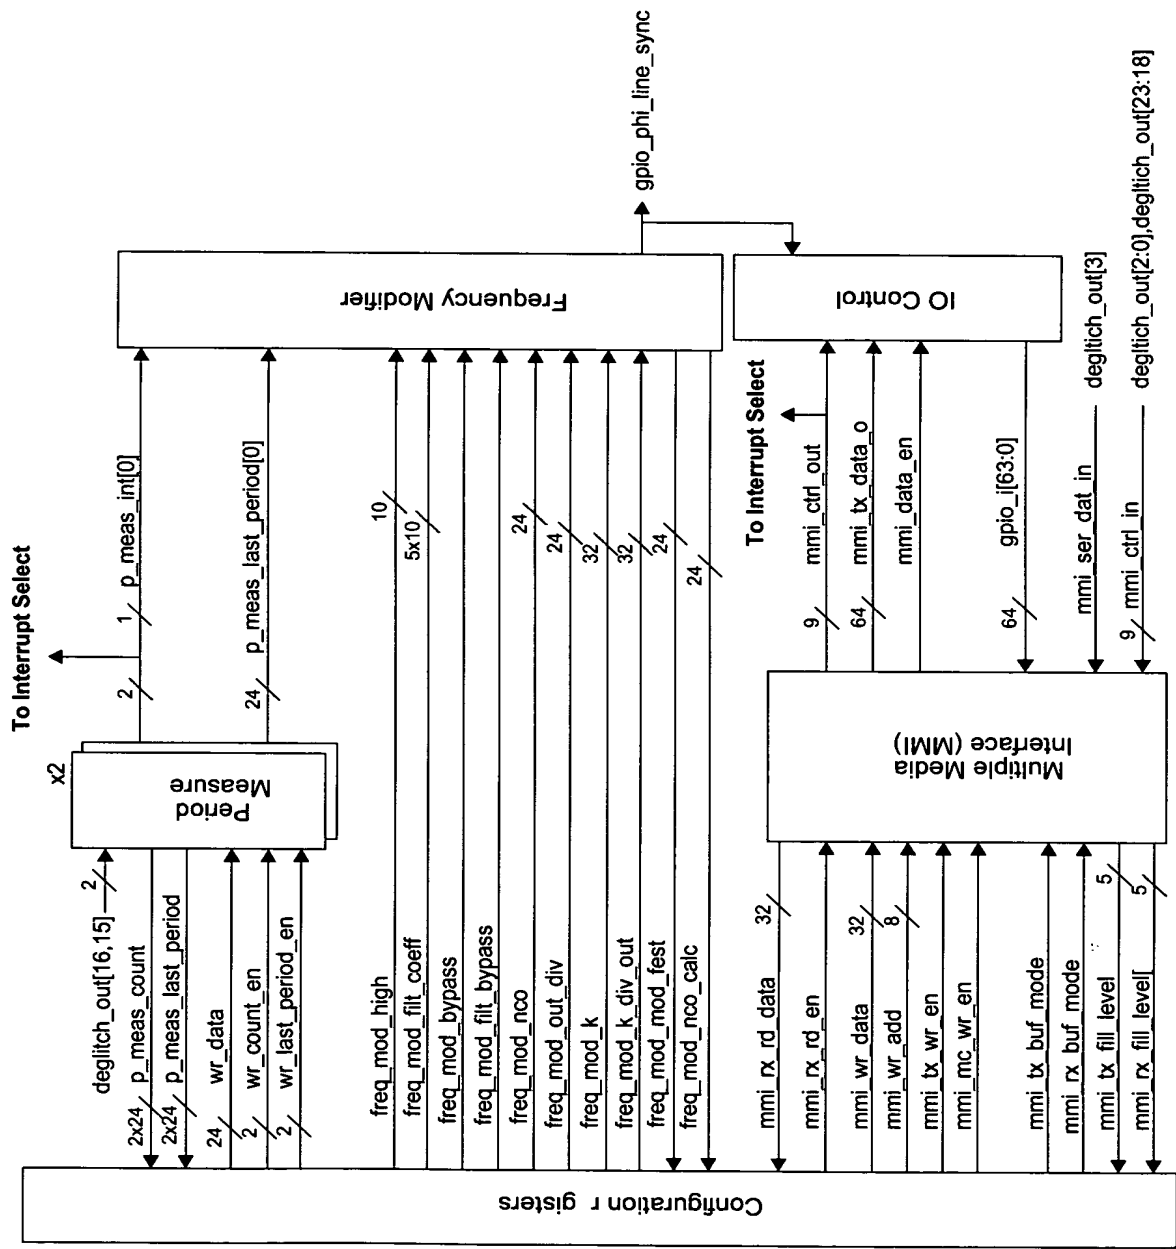 To Interrupt Select
x2
Period
Measure
deglitch_out[16,15]
2
2x24
p_meas_count
2x24
p_meas_last_period
24
wr_data
2
wr_count_en
2
wr_last_period_en
2
1
p_meas_int[0]
24
p_meas_last_period[0]
Frequency Modifier
freq_mod_high
10
freq_mod_filt_coeff
5x10
freq_mod_bypass
freq_mod_filt_bypass
freq_mod_nco
24
freq_mod_out_div
24
freq_mod_k
32
freq_mod_k_div_out
32
freq_mod_mod_fest
24
freq_mod_nco_calc
24
gpio_phi_line_sync
IO Control
To Interrupt Select
9
mmi_ctrl_out
64
mmi_tx_data_o
mmi_data_en
64
gpio_i[63:0]
mmi_ser_dat_in
degltich_out[3]
9
mmi_ctrl_in
degltich_out[2:0],degltich_out[23:18]
Multiple Media
Interface (MMI)
mmi_rx_rd_data
32
mmi_rx_rd_en
mmi_wr_data
32
mmi_wr_add
8
mmi_tx_wr_en
mmi_mc_wr_en
mmi_tx_buf_mode
mmi_rx_buf_mode
mmi_tx_fill_level
5
mmi_rx_fill_level[
5
Configuration r gisters